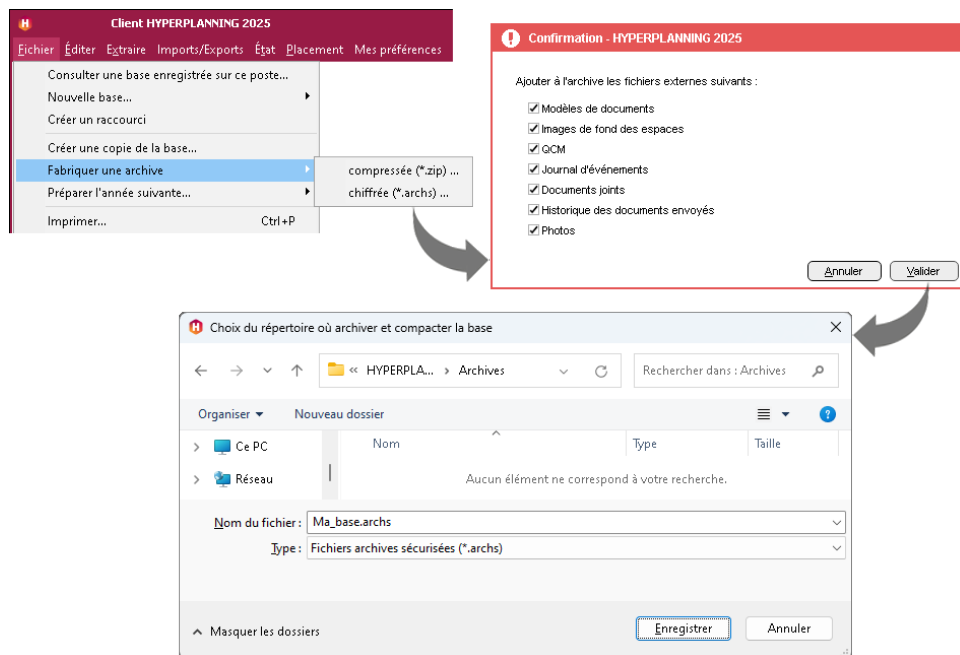 Client HYPERPLANNING 2025
Fichier Éditer Extraire Imports/Exports État Placement Mes préférences
Consulter une base enregistrée sur ce poste...
Nouvelle base...
Créer un raccourci
Créer une copie de la base...
Fabriquer une archive
Préparer l'année suivante...
Imprimer... Ctrl+P
compressée (*.zip) ...
chiffrée (*.archs) ...
Confirmation - HYPERPLANNING 2025
Ajouter à l'archive les fichiers externes suivants :
Modèles de documents
Images de fond des espaces
QCM
Journal d'événements
Documents joints
Historique des documents envoyés
Photos
Annuler Valider
Choix du répertoire où archiver et compacter la base
« HYPERPLA... › Archives Rechercher dans : Archives
Organiser Nouveau dossier
Ce PC Nom Type Taille
Réseau Aucun élément ne correspond à votre recherche.
Nom du fichier : Ma_base.archs
Type : Fichiers archives sécurisées (*.archs)
Masquer les dossiers Enregistrer Annuler